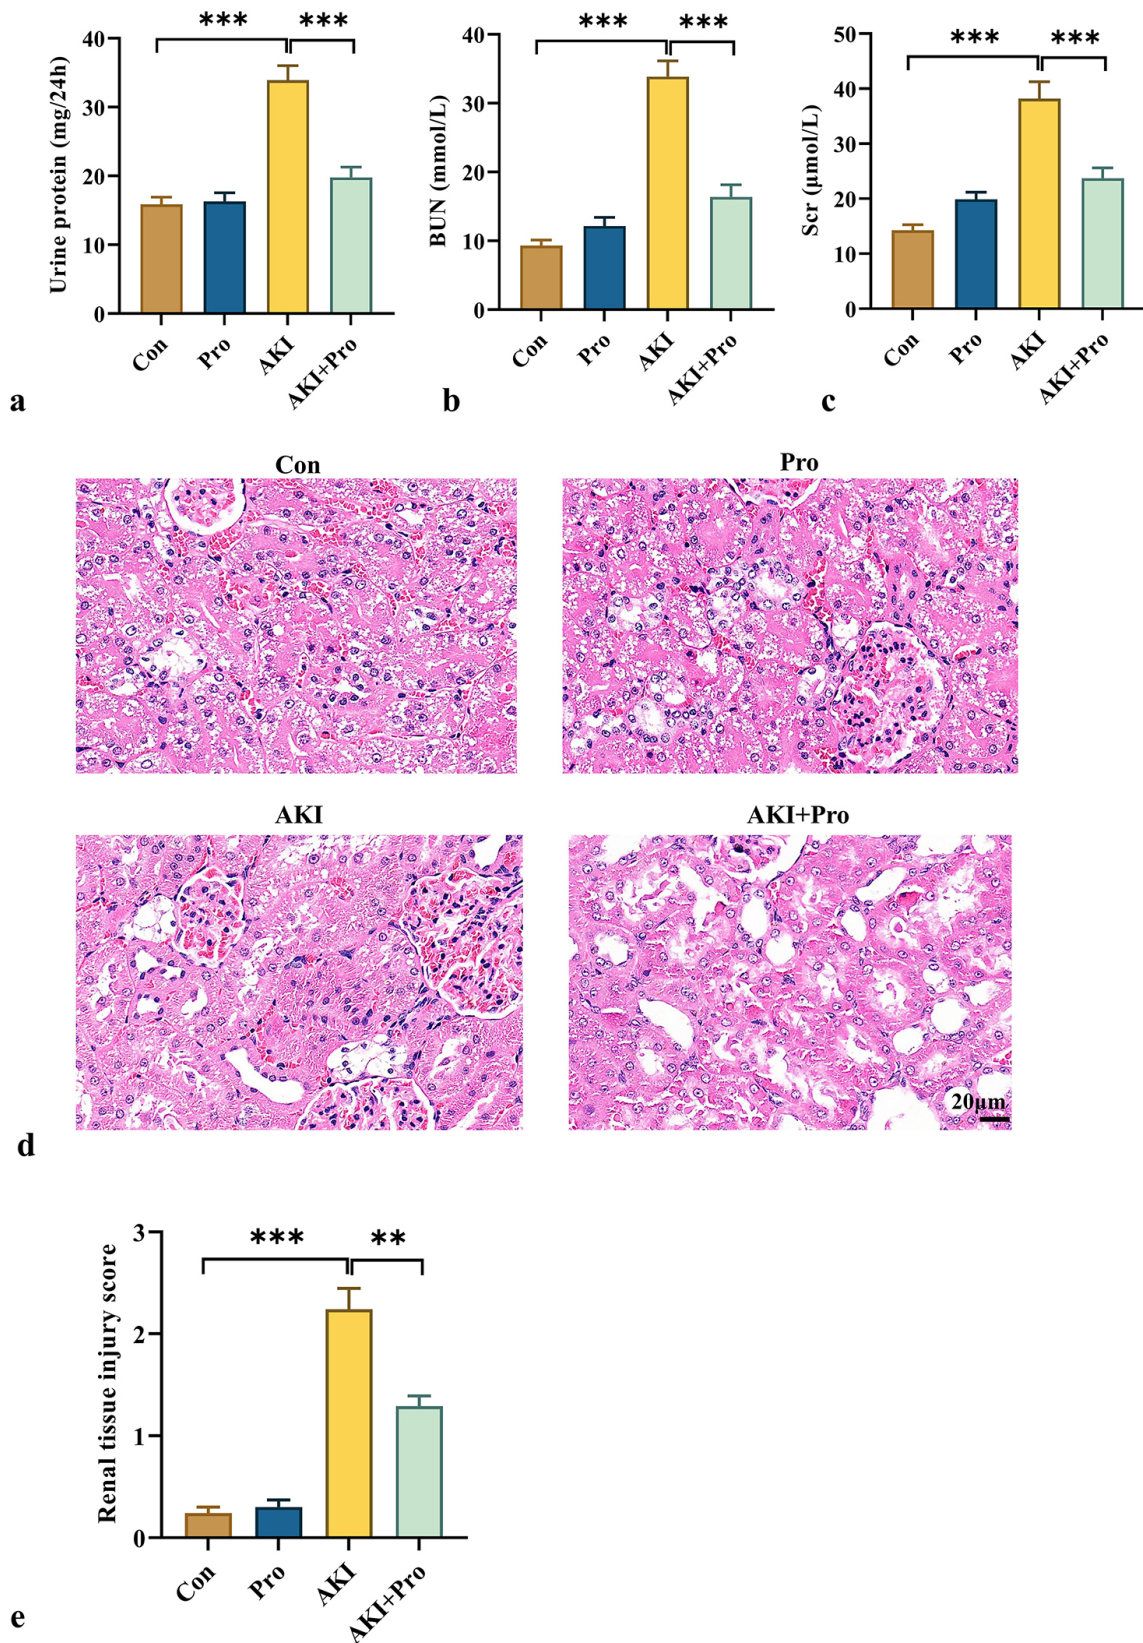 ***
***
Urine protein (mg/24h)
40
30
20
10
0
Con
Pro
AKI
AKI+Pro
a
***
***
BUN (mmol/L)
40
30
20
10
0
Con
Pro
AKI
AKI+Pro
b
***
***
Scr (μmol/L)
50
40
30
20
10
0
Con
Pro
AKI
AKI+Pro
c
Con
Pro
AKI
AKI+Pro
20μm
d
***
**
Renal tissue injury score
3
2
1
0
Con
Pro
AKI
AKI+Pro
e